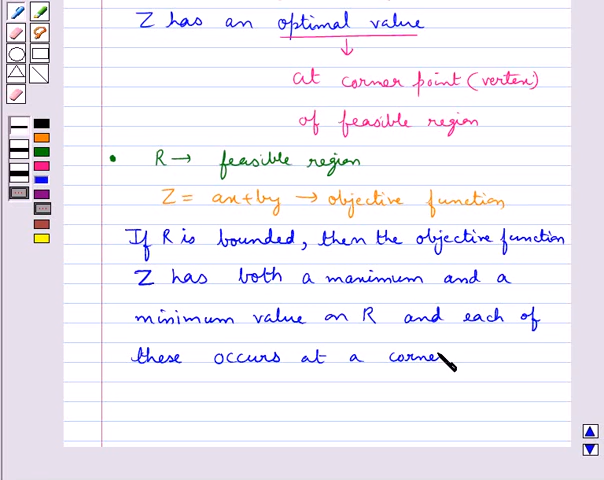 Z has an optimal value
at corner point (vertex)
of feasible region
• R → feasible region
Z = ax+by → objective function
If R is bounded, then the objective function
Z has both a maximum and a
minimum value on R and each of
these occurs at a corne